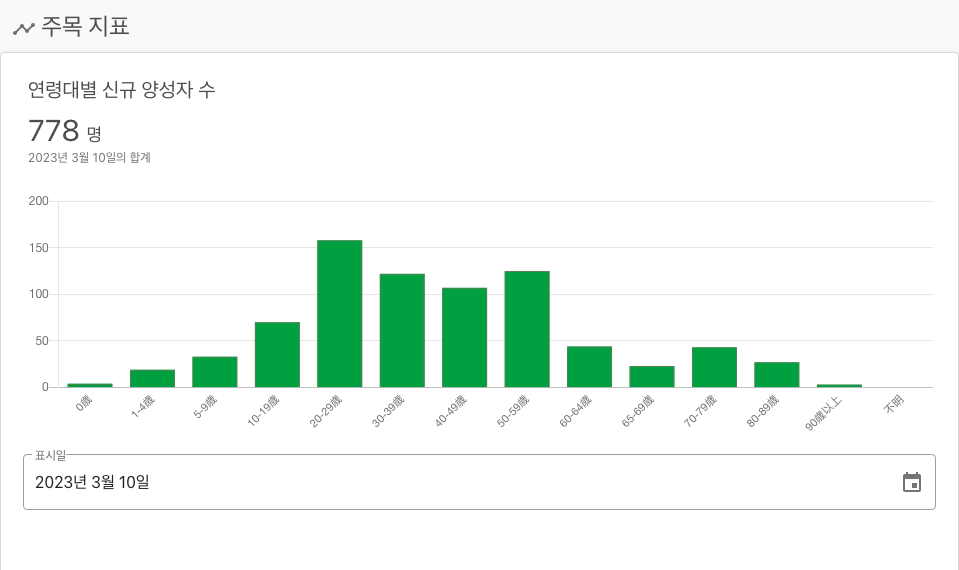 주목 지표
연령대별 신규 양성자 수
778 명
2023년 3월 10일의 합계
200
150
100
50
0
0歳
1-4歳
5-9歳
10-19歳
20-29歳
30-39歳
40-49歳
50-59歳
60-64歳
65-69歳
70-79歳
80-89歳
90歳以上
不明
표시일
2023년 3월 10일